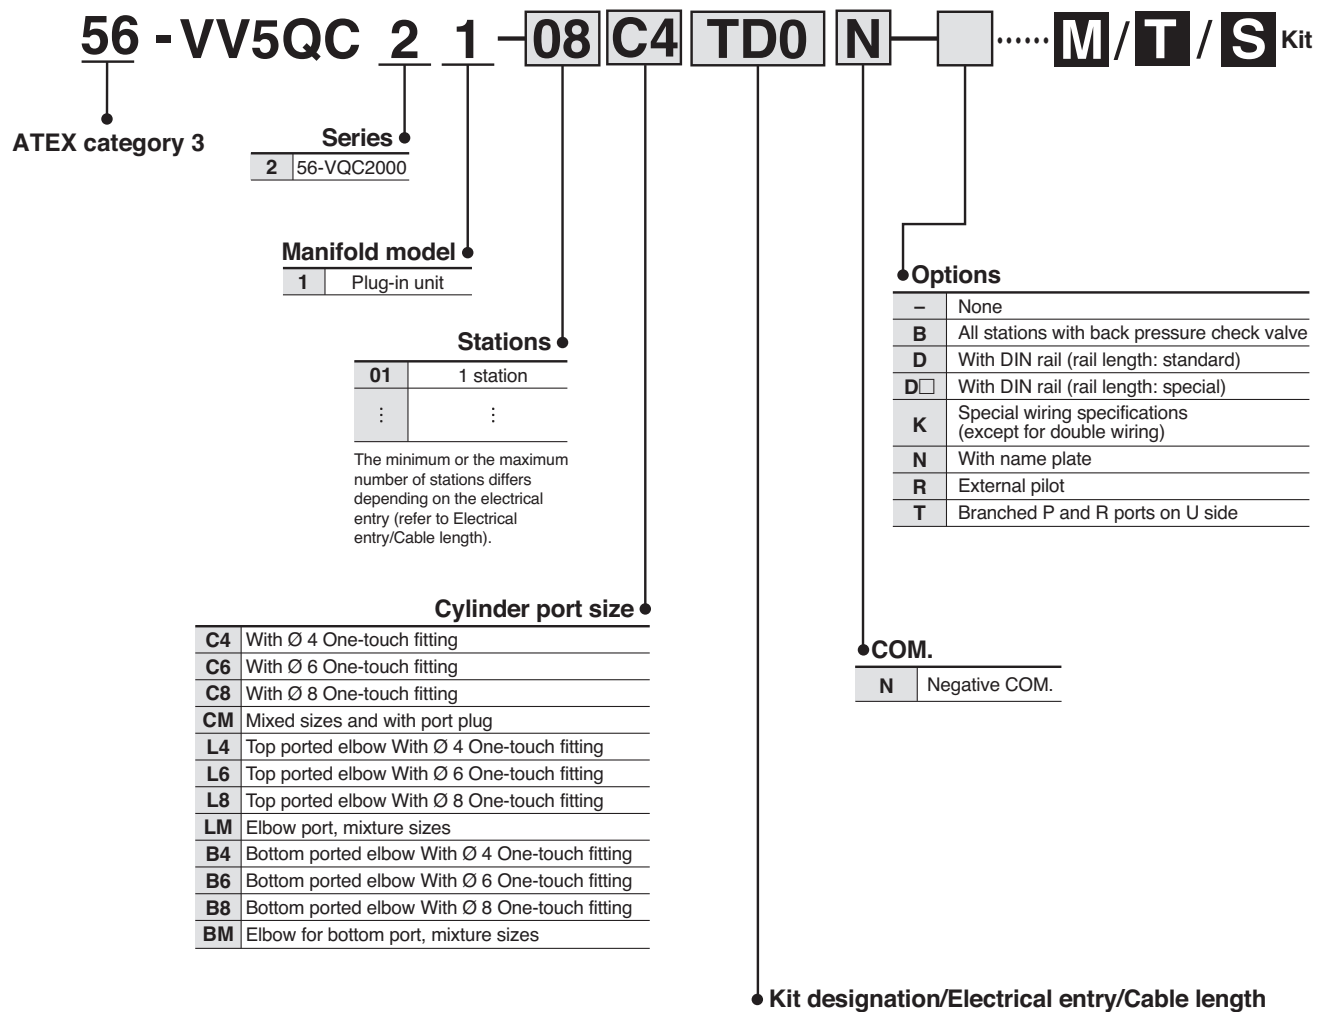 56 - VV5QC 2 1 - 08 C4 TD0 N - □ ...... M / T / S Kit
ATEX category 3
Series
2 56-VQC2000
Manifold model
1 Plug-in unit
Stations
01 1 station
⋮ ⋮
The minimum or the maximum
number of stations differs
depending on the electrical
entry (refer to Electrical
entry/Cable length).
Cylinder port size
C4 With Ø 4 One-touch fitting
C6 With Ø 6 One-touch fitting
C8 With Ø 8 One-touch fitting
CM Mixed sizes and with port plug
L4 Top ported elbow With Ø 4 One-touch fitting
L6 Top ported elbow With Ø 6 One-touch fitting
L8 Top ported elbow With Ø 8 One-touch fitting
LM Elbow port, mixture sizes
B4 Bottom ported elbow With Ø 4 One-touch fitting
B6 Bottom ported elbow With Ø 6 One-touch fitting
B8 Bottom ported elbow With Ø 8 One-touch fitting
BM Elbow for bottom port, mixture sizes
Options
– None
B All stations with back pressure check valve
D With DIN rail (rail length: standard)
D□ With DIN rail (rail length: special)
K Special wiring specifications
(except for double wiring)
N With name plate
R External pilot
T Branched P and R ports on U side
COM.
N Negative COM.
Kit designation/Electrical entry/Cable length